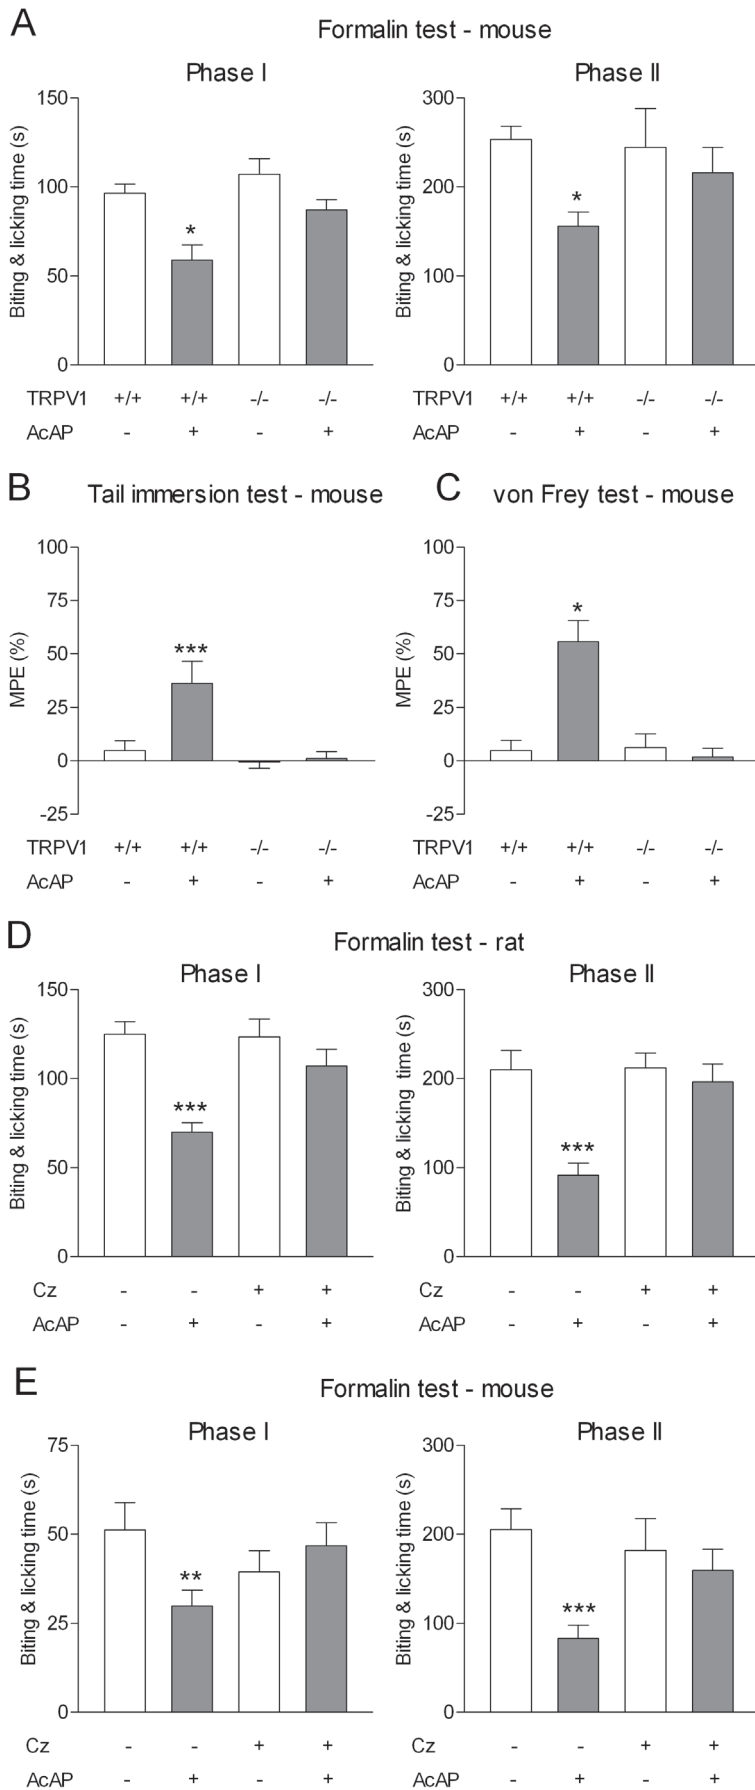 A
Formalin test - mouse
Phase I
Phase II
Biting & licking time (s)
150
100
50
0
*
Biting & licking time (s)
300
200
100
0
*
TRPV1 +/+ +/+ -/- -/-
AcAP - + - +
TRPV1 +/+ +/+ -/- -/-
AcAP - + - +
B
Tail immersion test - mouse
MPE (%)
100
75
50
25
0
-25
***
TRPV1 +/+ +/+ -/- -/-
AcAP - + - +
C
von Frey test - mouse
MPE (%)
100
75
50
25
0
-25
*
TRPV1 +/+ +/+ -/- -/-
AcAP - + - +
D
Formalin test - rat
Phase I
Phase II
Biting & licking time (s)
150
100
50
0
***
Biting & licking time (s)
300
200
100
0
***
Cz - - + +
AcAP - + - +
Cz - - + +
AcAP - + - +
E
Formalin test - mouse
Phase I
Phase II
Biting & licking time (s)
75
50
25
0
**
Biting & licking time (s)
300
200
100
0
***
Cz - - + +
AcAP - + - +
Cz - - + +
AcAP - + - +